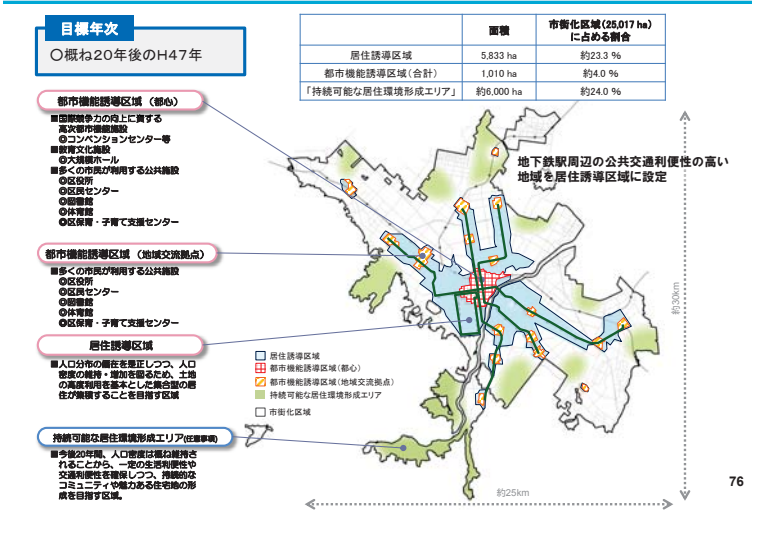 目標年次
〇概ね20年後のH47年
面積
市街化区域(25,017 ha)
に占める割合
居住誘導区域
5,833 ha
約23.3 %
都市機能誘導区域(合計)
1,010 ha
約4.0 %
「持続可能な居住環境形成エリア」
約6,000 ha
約24.0 %
都市機能誘導区域 (都心)
■国際競争力の向上に資する
高次都市機能施設
◎コンベンションセンター等
■教育文化施設
◎大規模ホール
■多くの市民が利用する公共施設
◎区役所
◎区民センター
◎図書館
◎体育館
◎区保育・子育て支援センター
地下鉄駅周辺の公共交通利便性の高い
地域を居住誘導区域に設定
都市機能誘導区域 (地域交流拠点)
■多くの市民が利用する公共施設
◎区役所
◎区民センター
◎図書館
◎体育館
◎区保育・子育て支援センター
居住誘導区域
■人口分布の偏在を是正しつつ、人口
密度の維持・増加を図るため、土地
の高度利用を基本とした集合型の居
住が集積することを目指す区域
居住誘導区域
都市機能誘導区域(都心)
都市機能誘導区域(地域交流拠点)
持続可能な居住環境形成エリア
市街化区域
持続可能な居住環境形成エリア(任意事項)
■今後20年間、人口密度は概ね維持さ
れることから、一定の生活利便性や
交通利便性を確保しつつ、持続的な
コミュニティや魅力ある住宅地の形
成を目指す区域。
約30km
約25km
76